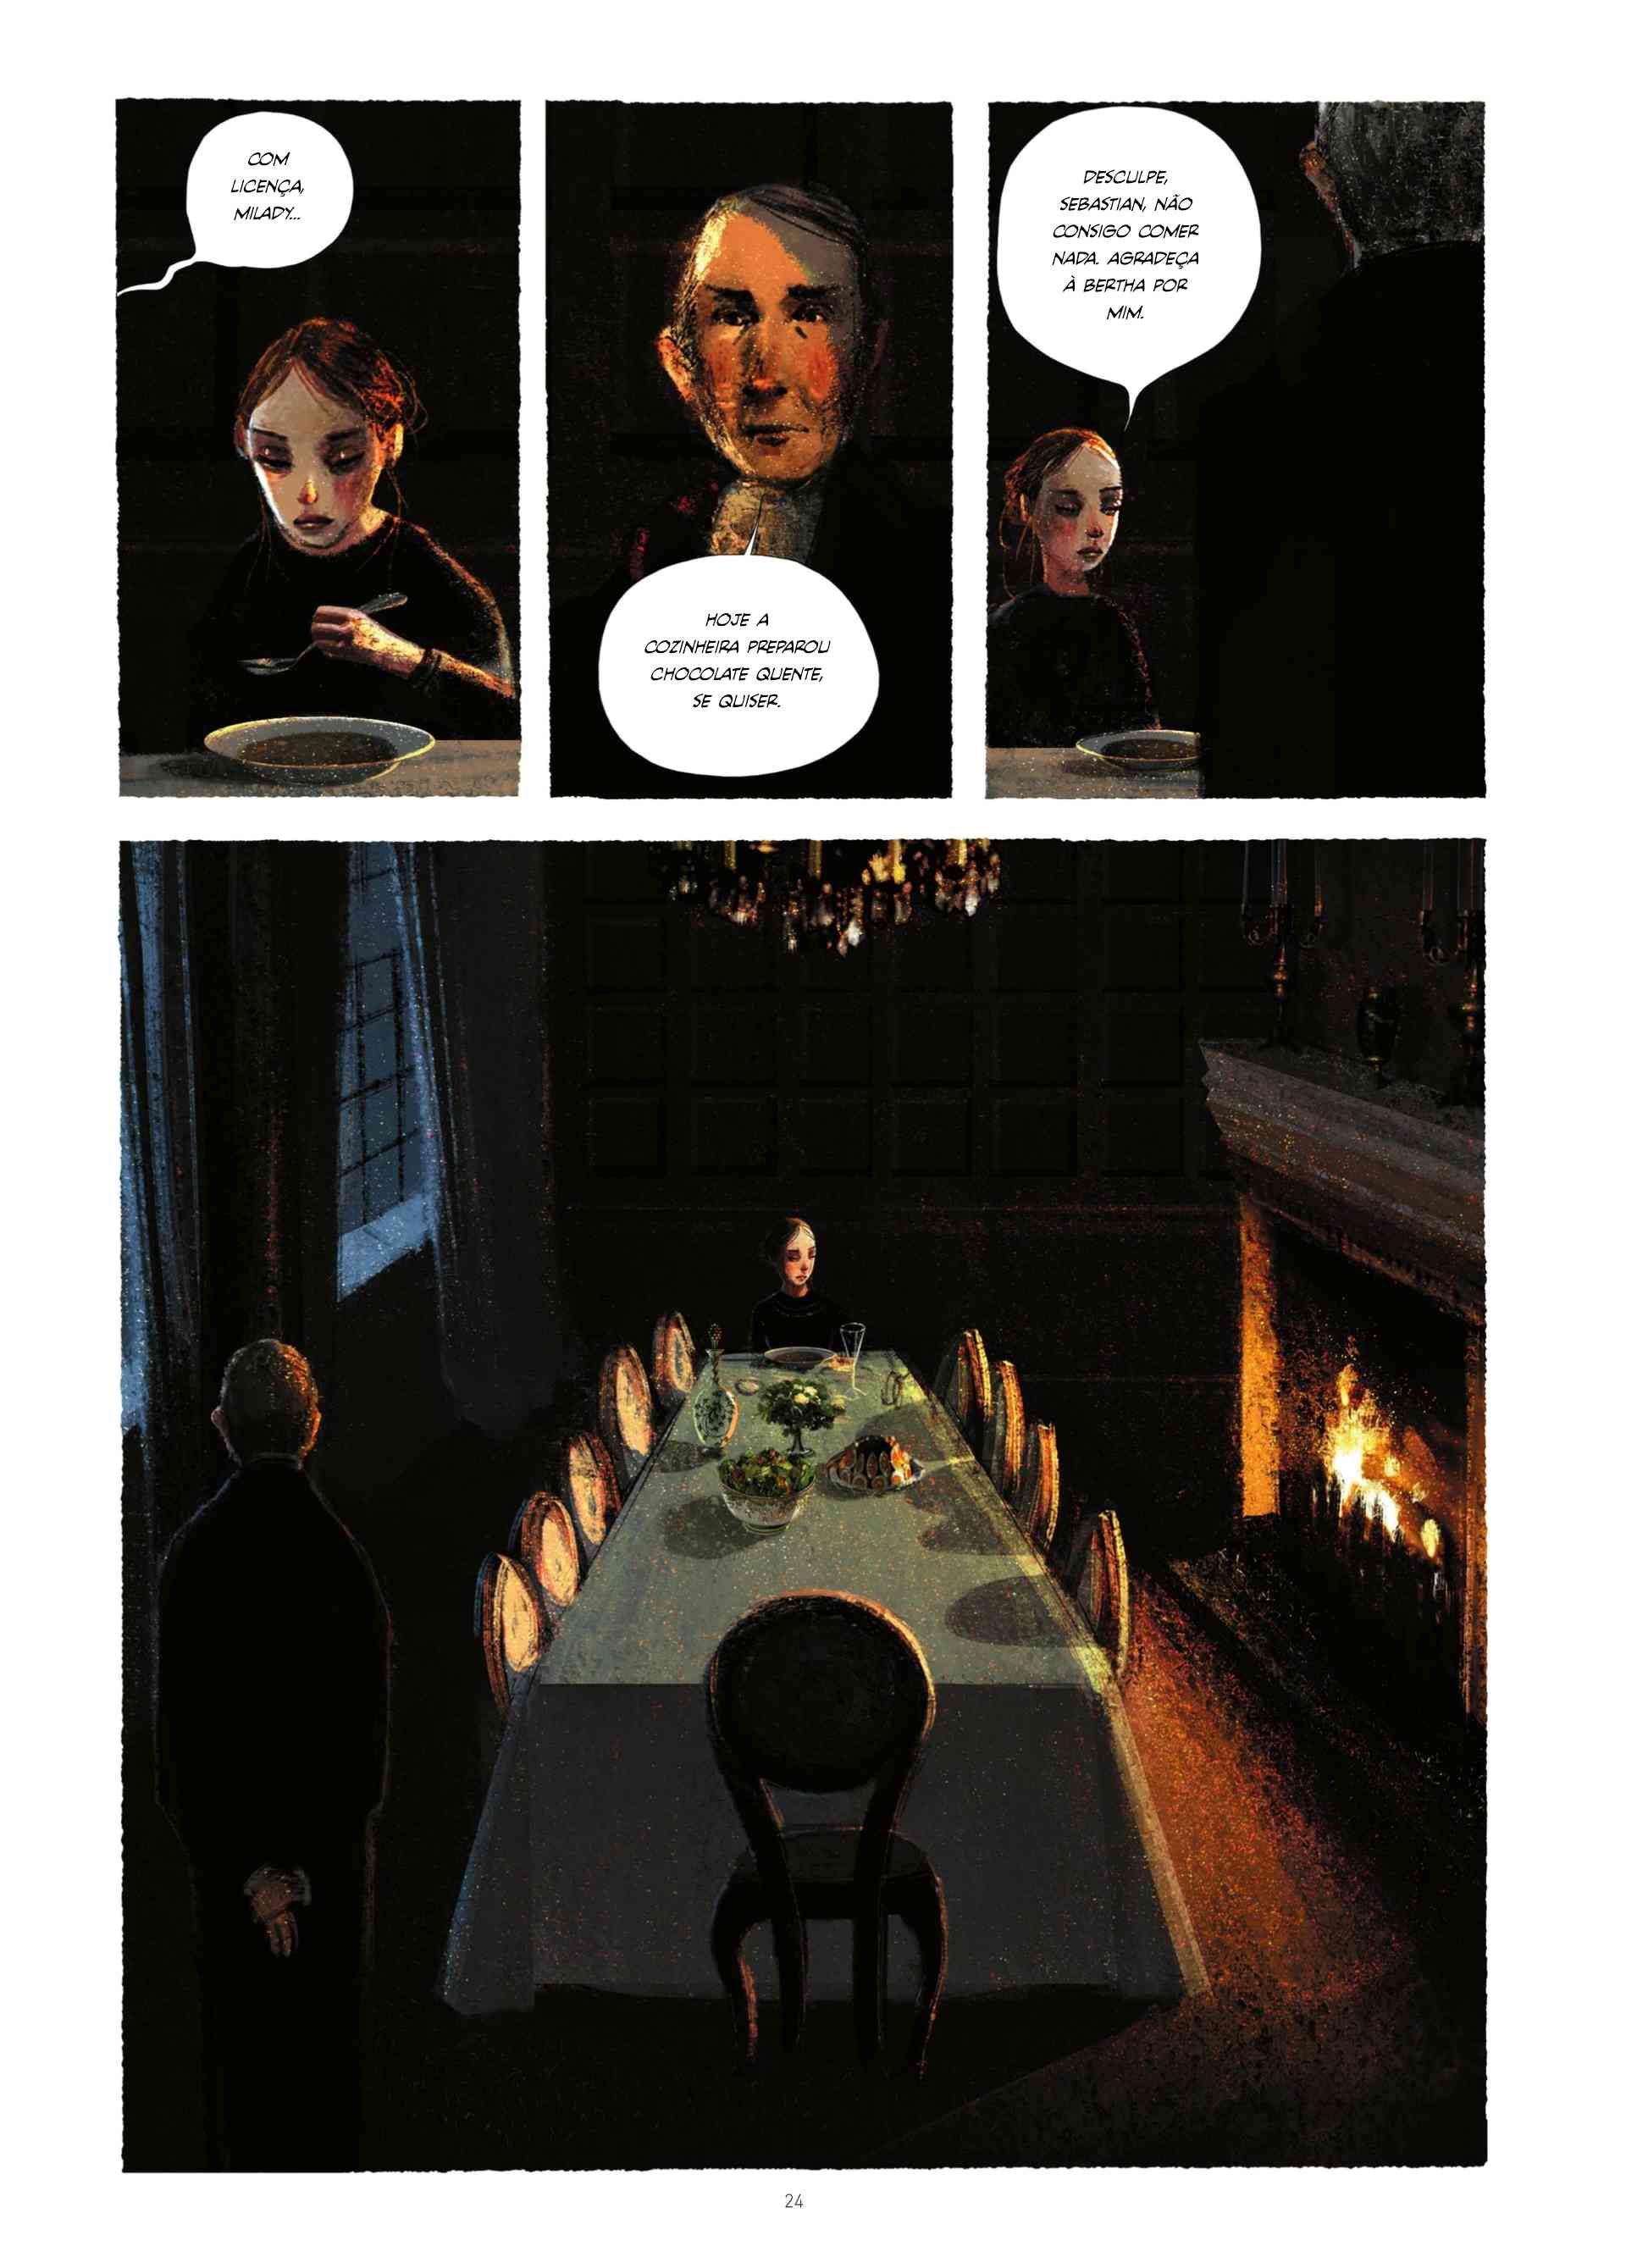 COM
LICENÇA,
MILADY...
HOJE A
COZINHEIRA PREPAROU
CHOCOLATE QUENTE,
SE QUISER.
DESCULPE,
SEBASTIAN, NÃO
CONSIGO COMER
NADA. AGRADEÇA
À BERTHA POR
MIM.
24